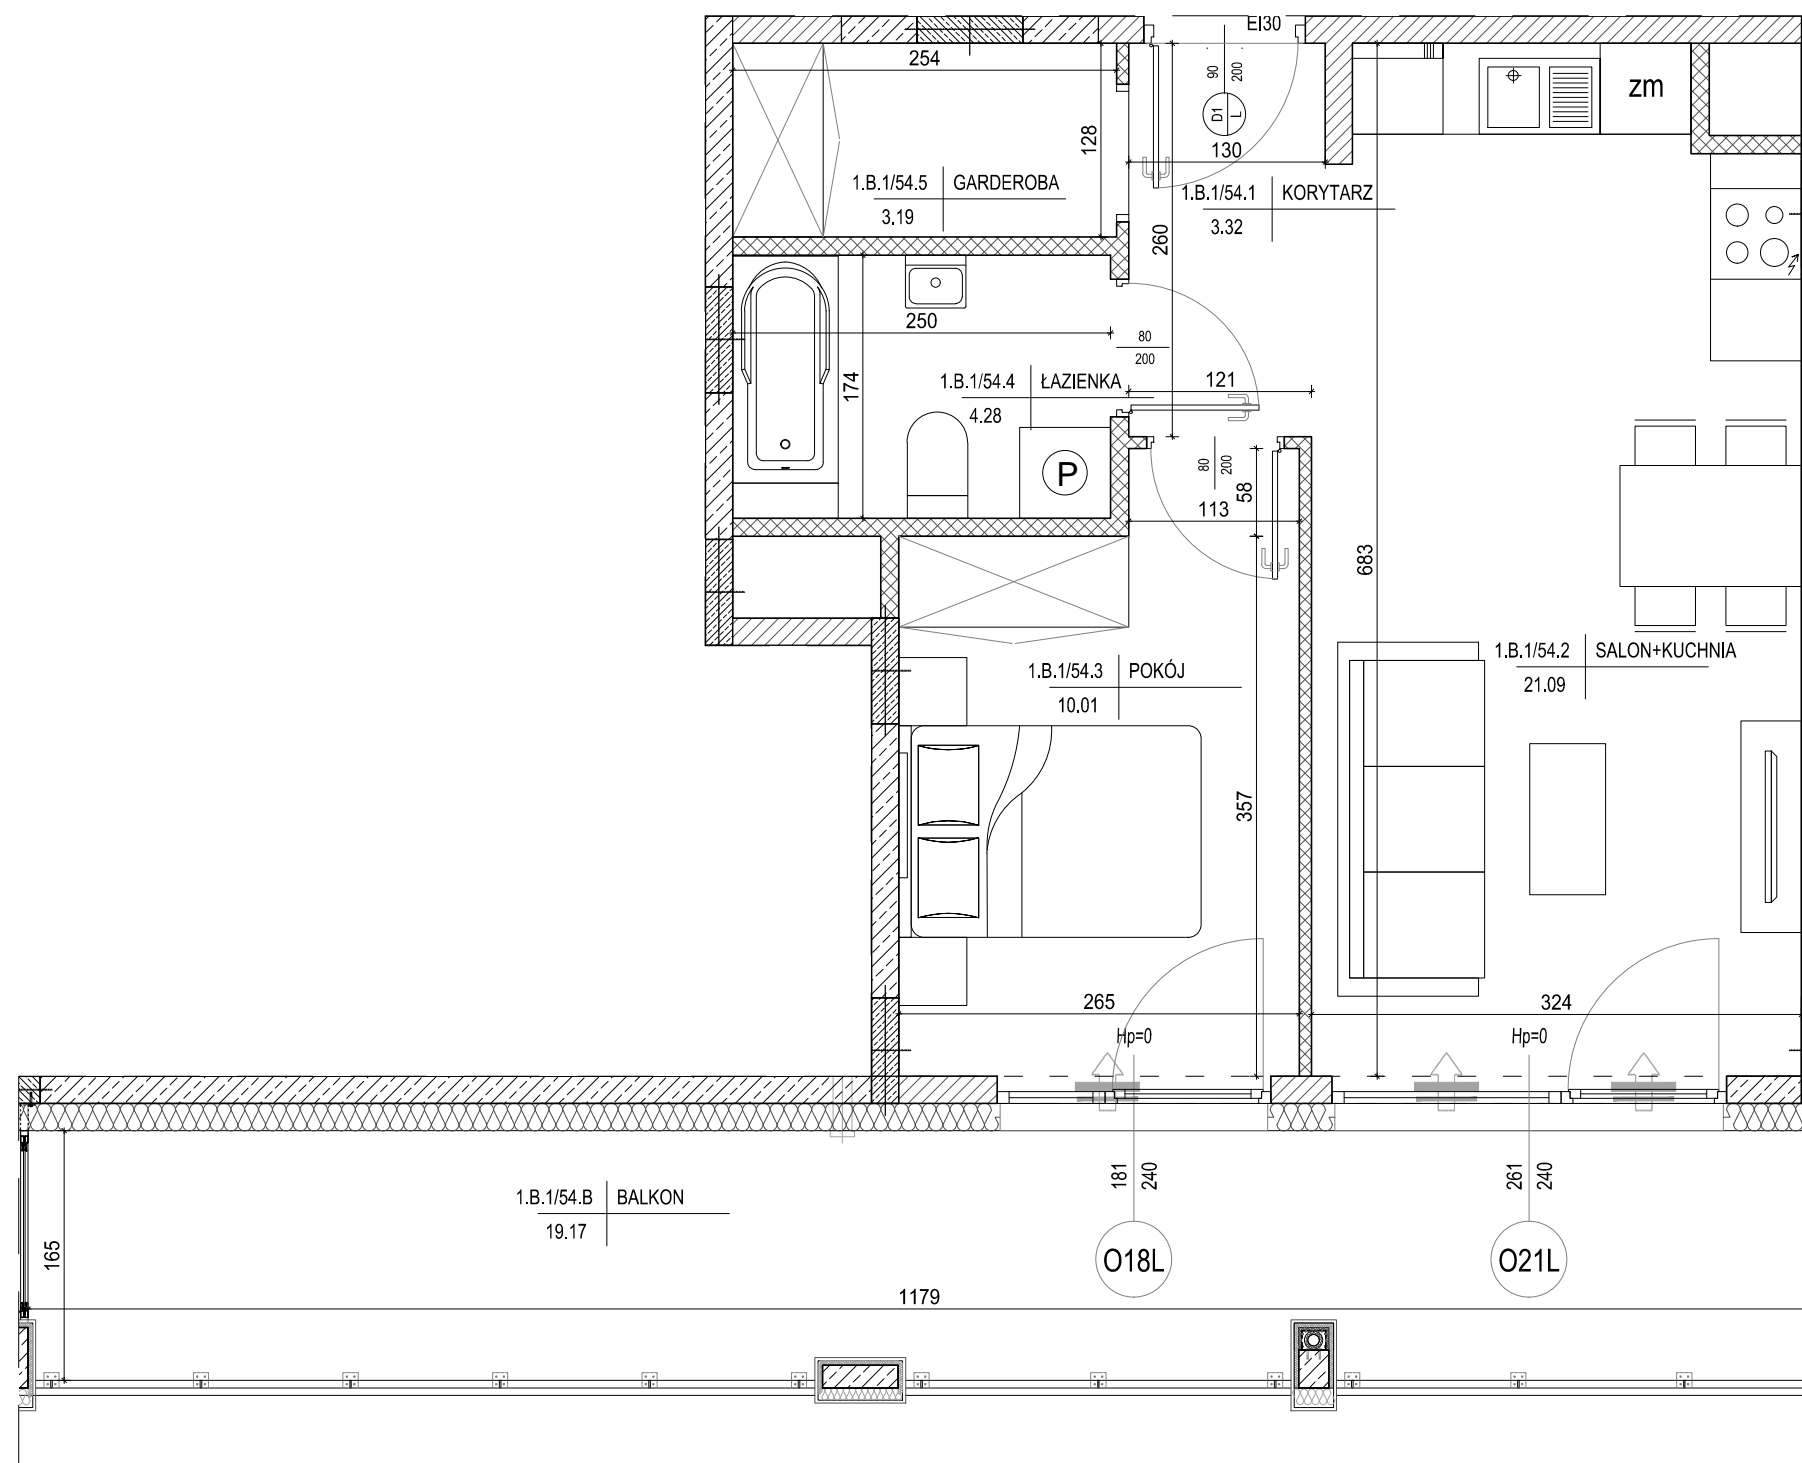 EI30
254
90
200
zm
D1
L
128
130
1.B.1/54.5 GARDEROBA
3.19
1.B.1/54.1 KORYTARZ
3.32
260
250
80
200
174
1.B.1/54.4 ŁAZIENKA
4.28
121
80
200
P
58
113
683
1.B.1/54.2 SALON+KUCHNIA
21.09
1.B.1/54.3 POKÓJ
10.01
357
265
324
Hp=0
Hp=0
181
240
261
240
1.B.1/54.B BALKON
19.17
165
O18L
O21L
1179